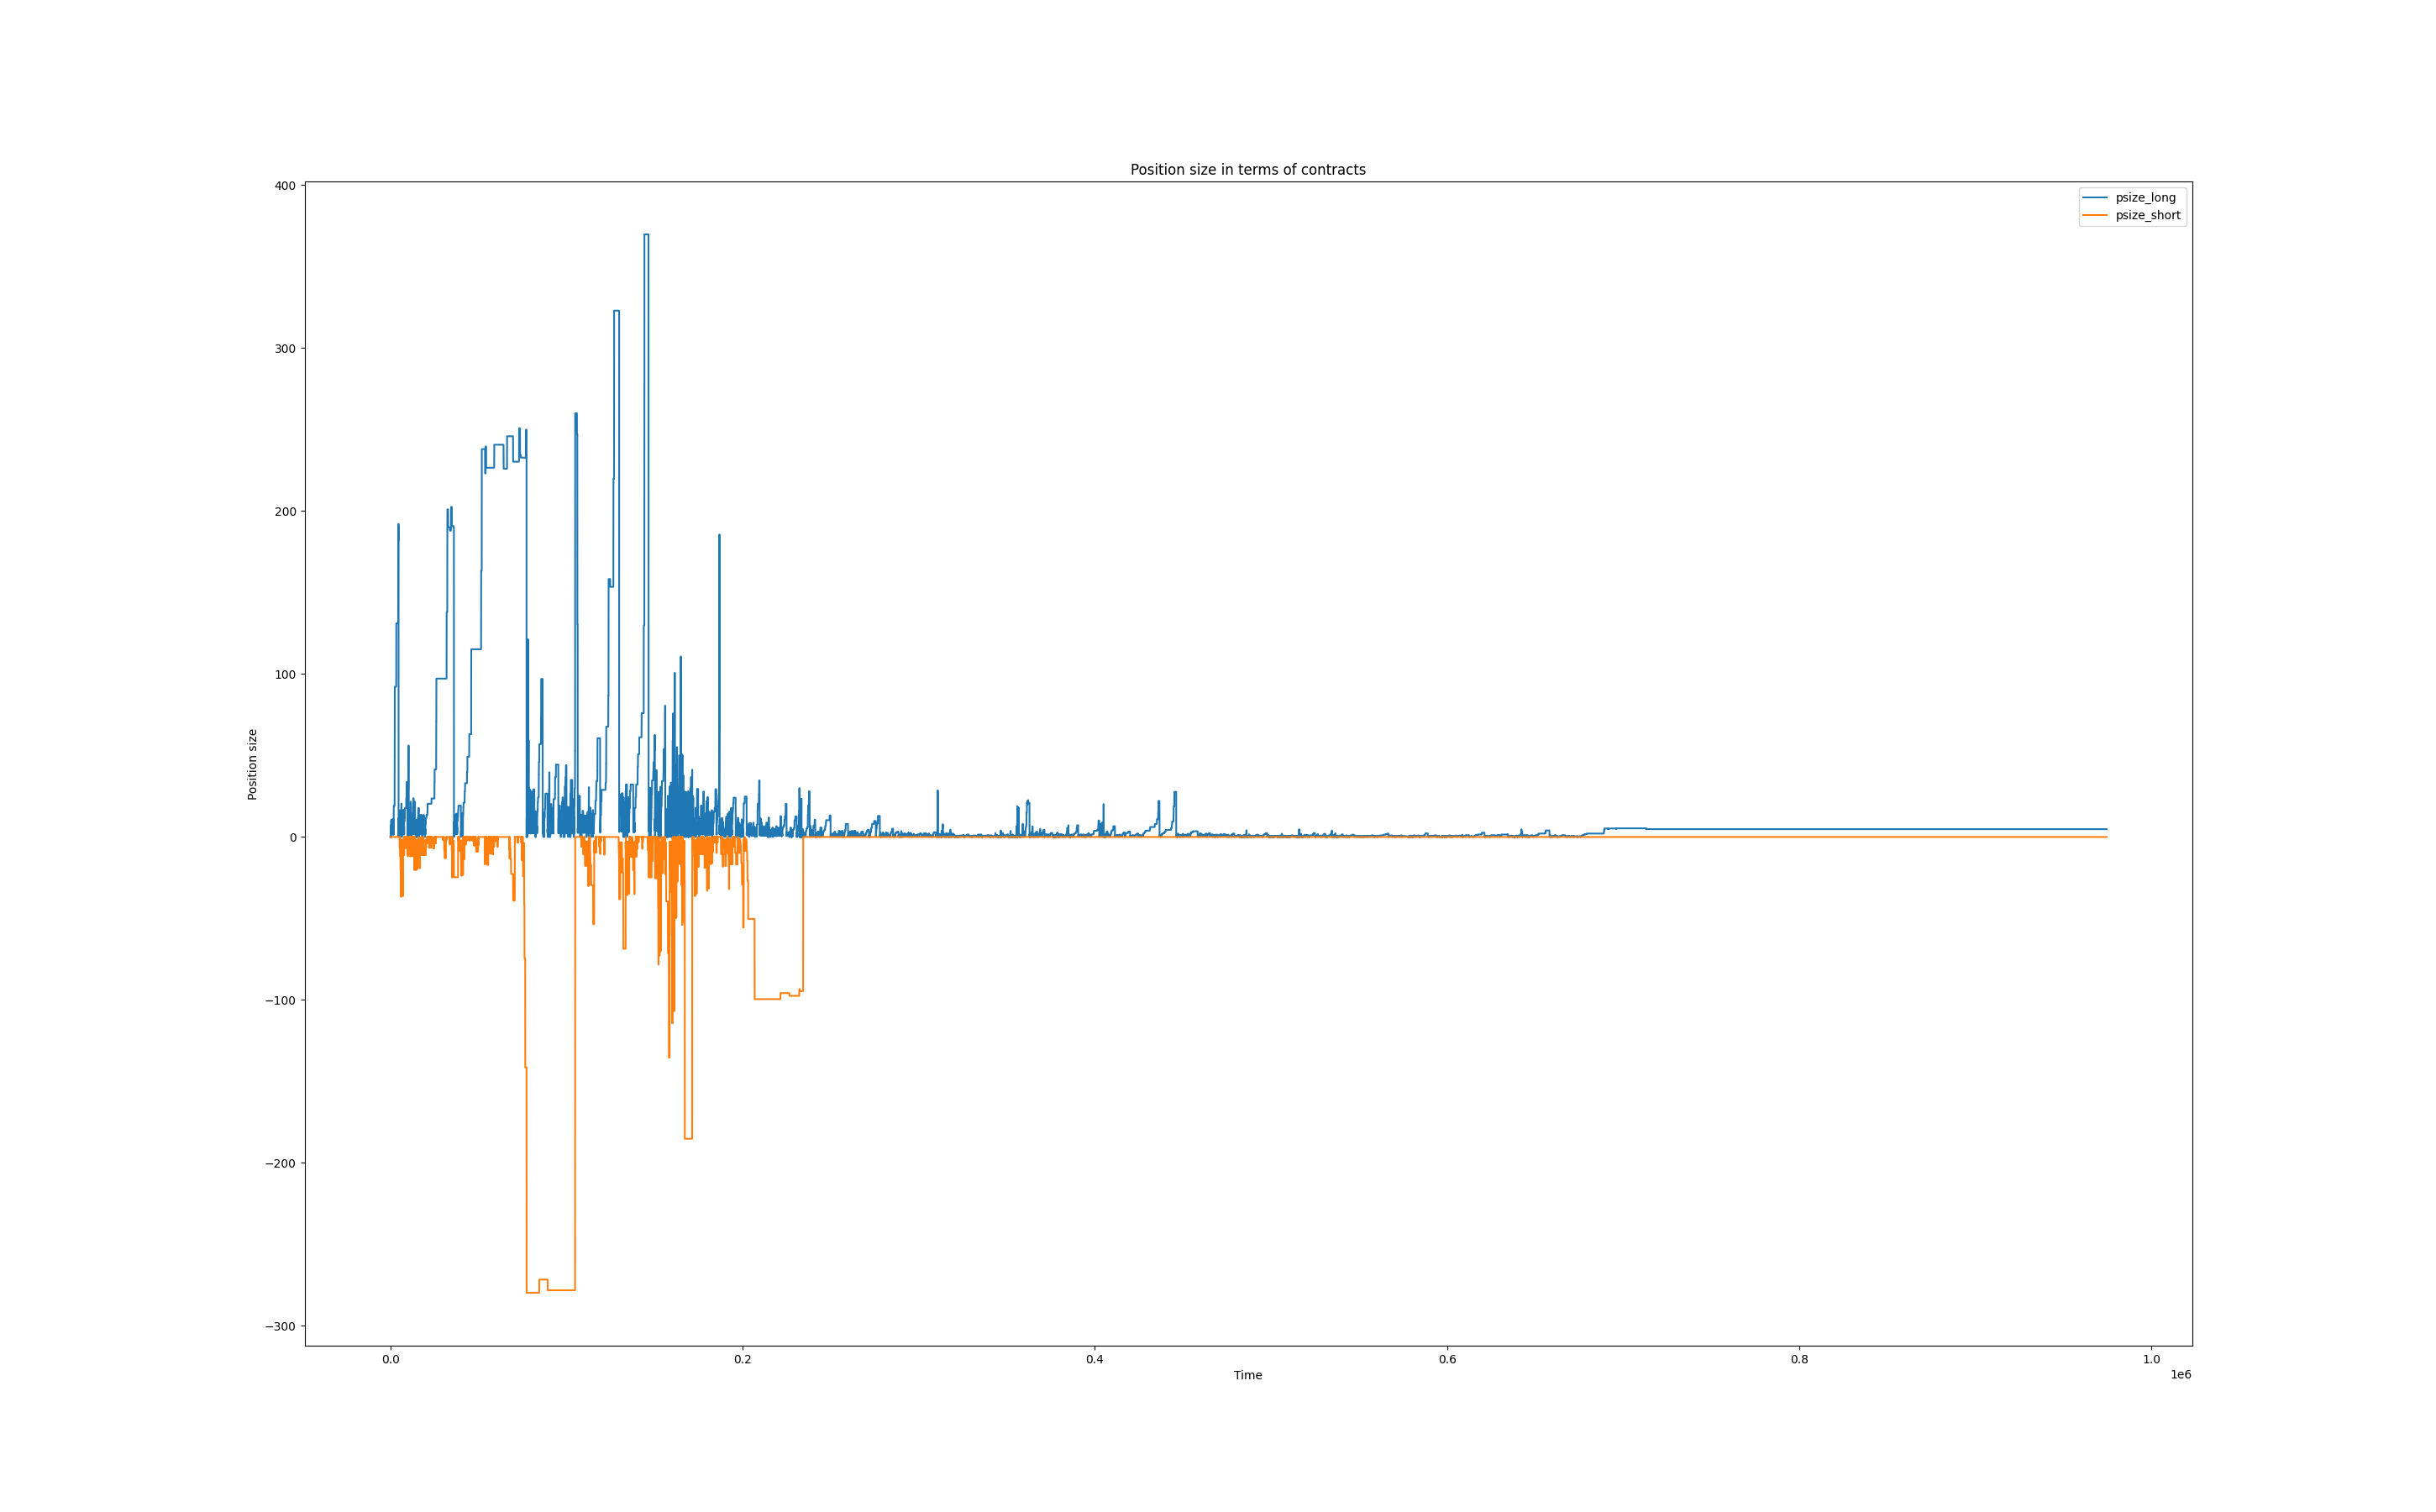 Position size in terms of contracts
400
psize_long
psize_short
300
200
100
Position size
0
−100
−200
−300
0.0
0.2
0.4
0.6
0.8
1.0
Time
1e6